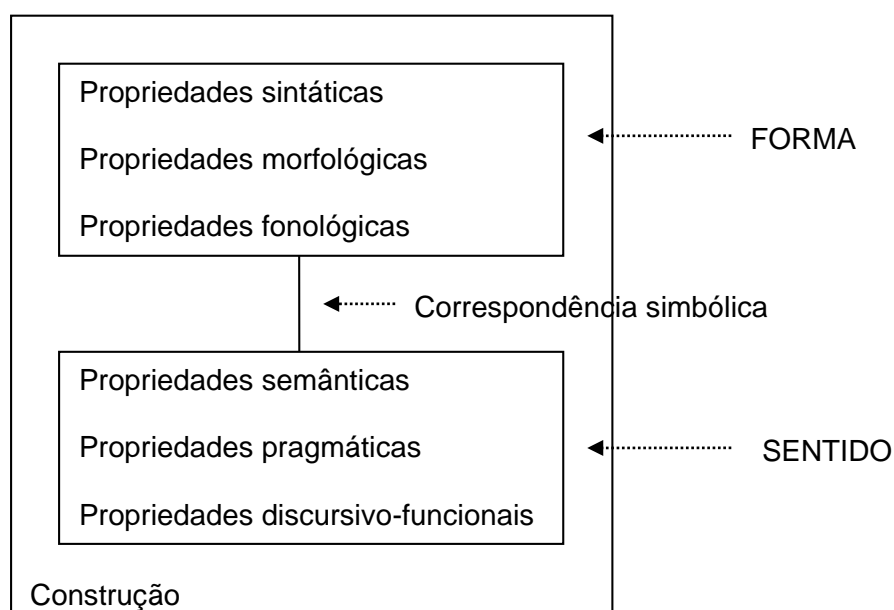 Propriedades sintáticas
FORMA
Propriedades morfológicas
Propriedades fonológicas
Correspondência simbólica
Propriedades semânticas
Propriedades pragmáticas
SENTIDO
Propriedades discursivo-funcionais
Construção